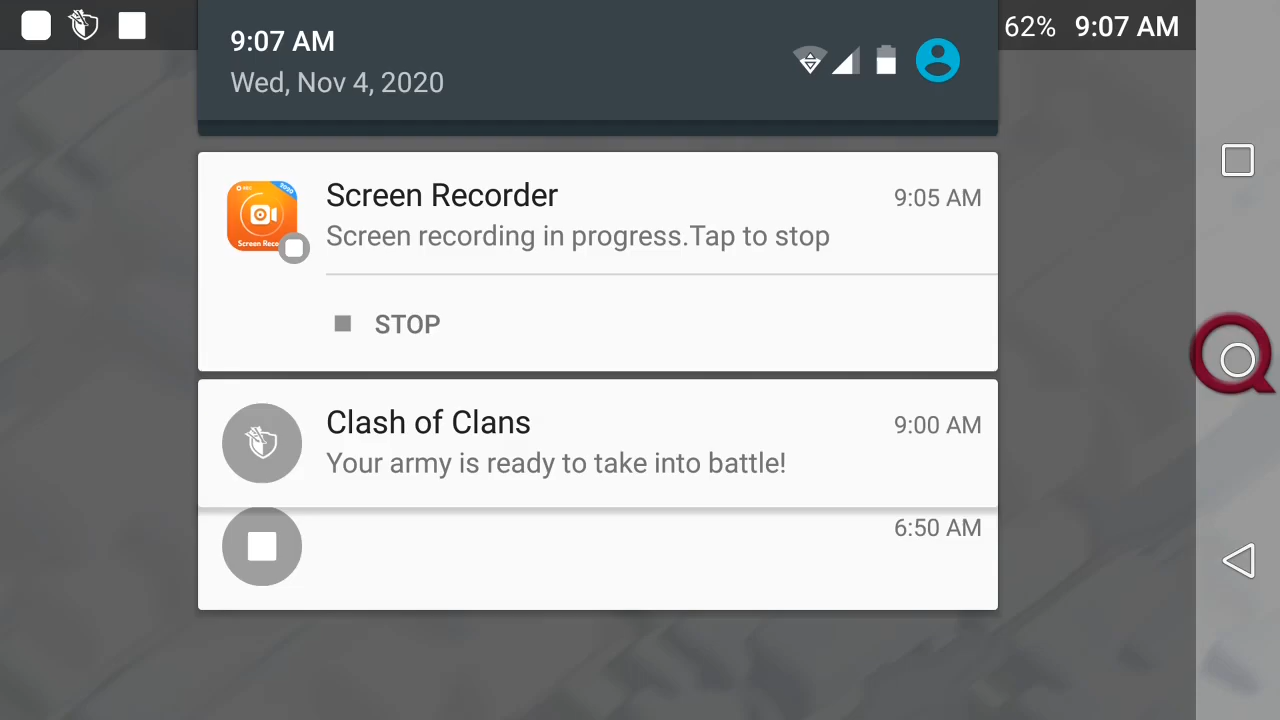 62% 9:07 AM
9:07 AM
Wed, Nov 4, 2020
Screen Recorder
9:05 AM
Screen recording in progress.Tap to stop
STOP
Clash of Clans
9:00 AM
Your army is ready to take into battle!
6:50 AM